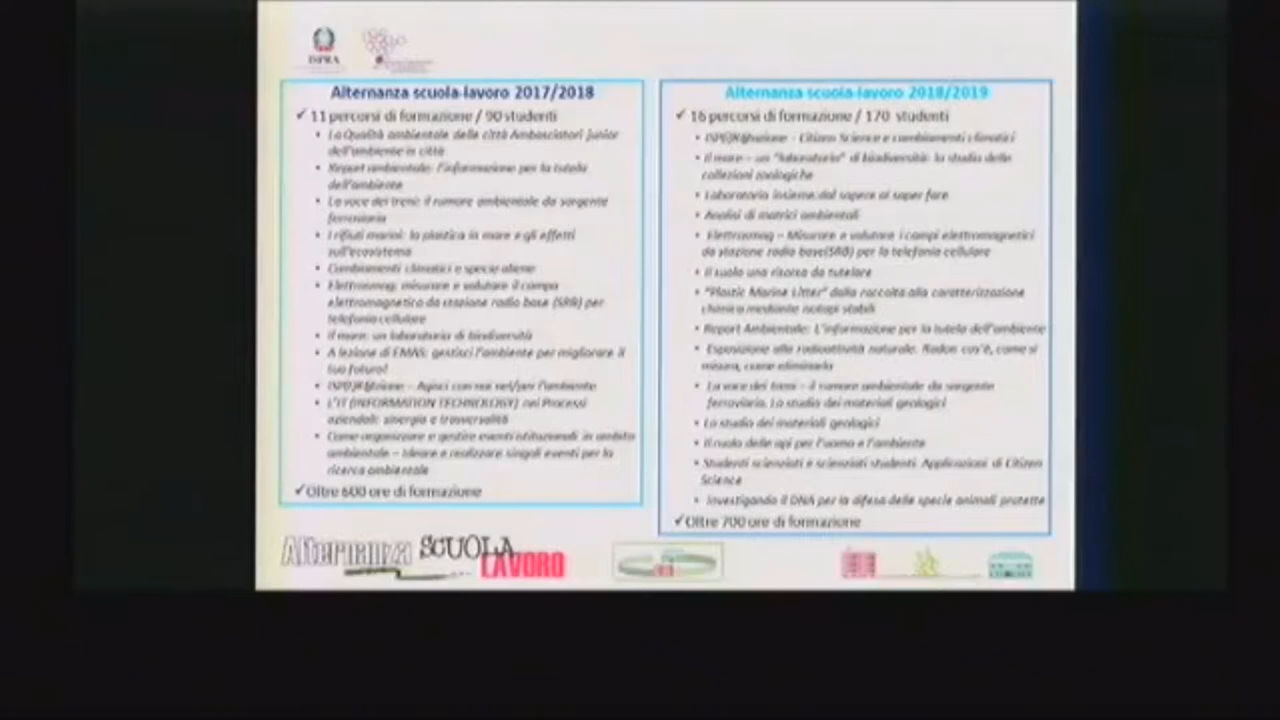 ISPRA
Alternanza scuola-lavoro 2017/2018
✓ 11 percorsi di formazione / 90 studenti
• La Qualità ambientale delle città Ambasciatori junior
dell'ambiente in città
• Report ambientale: l'informazione per la tutela
dell'ambiente
• La voce dei treni: il rumore ambientale da sorgente
ferroviaria
• I rifiuti marini: la plastica in mare e gli effetti
sull'ecosistema
• Cambiamenti climatici e specie aliene
• Elettrosmog: misurare e valutare il campo
elettromagnetico da stazione radio base (SRB) per
telefonia cellulare
• Il mare: un laboratorio di biodiversità
• A lezione di EMAS: gestisci l'ambiente per migliorare il
tuo futuro!
• – Agisci con noi nel/per l'ambiente
• L'IT (INFORMATION TECHNOLOGY) nei Processi
aziendali: sinergia e trasversalità
• Come organizzare e gestire eventi istituzionali in ambito
ambientale – Ideare e realizzare singoli eventi per la
ricerca ambientale
✓ Oltre 600 ore di formazione
Alternanza scuola-lavoro 2018/2019
✓ 16 percorsi di formazione / 170 studenti
• – Citizen Science e cambiamenti climatici
• Il mare – un "laboratorio" di biodiversità: lo studio delle
collezioni zoologiche
• Laboratorio insieme: dal sapere al saper fare
• Analisi di matrici ambientali
• Elettrosmog – Misurare e valutare i campi elettromagnetici
da stazione radio base(SRB) per la telefonia cellulare
• Il suolo una risorsa da tutelare
• "Plastic Marine Litter" dalla raccolta alla caratterizzazione
chimica mediante isotopi stabili
• Report Ambientale: L'informazione per la tutela dell'ambiente
• Esposizione alla radioattività naturale. Radon cos'è, come si
misura, come eliminarlo
• La voce dei treni – il rumore ambientale da sorgente
ferroviaria. Lo studio dei materiali geologici
• Lo studio dei materiali geologici
• Il ruolo delle api per l'uomo e l'ambiente
• Studenti scienziati e scienziati studenti. Applicazioni di Citizen
Science
• Investigando il DNA per la difesa delle specie animali protette
✓ Oltre 700 ore di formazione
Alternanza SCUOLA
LAVORO